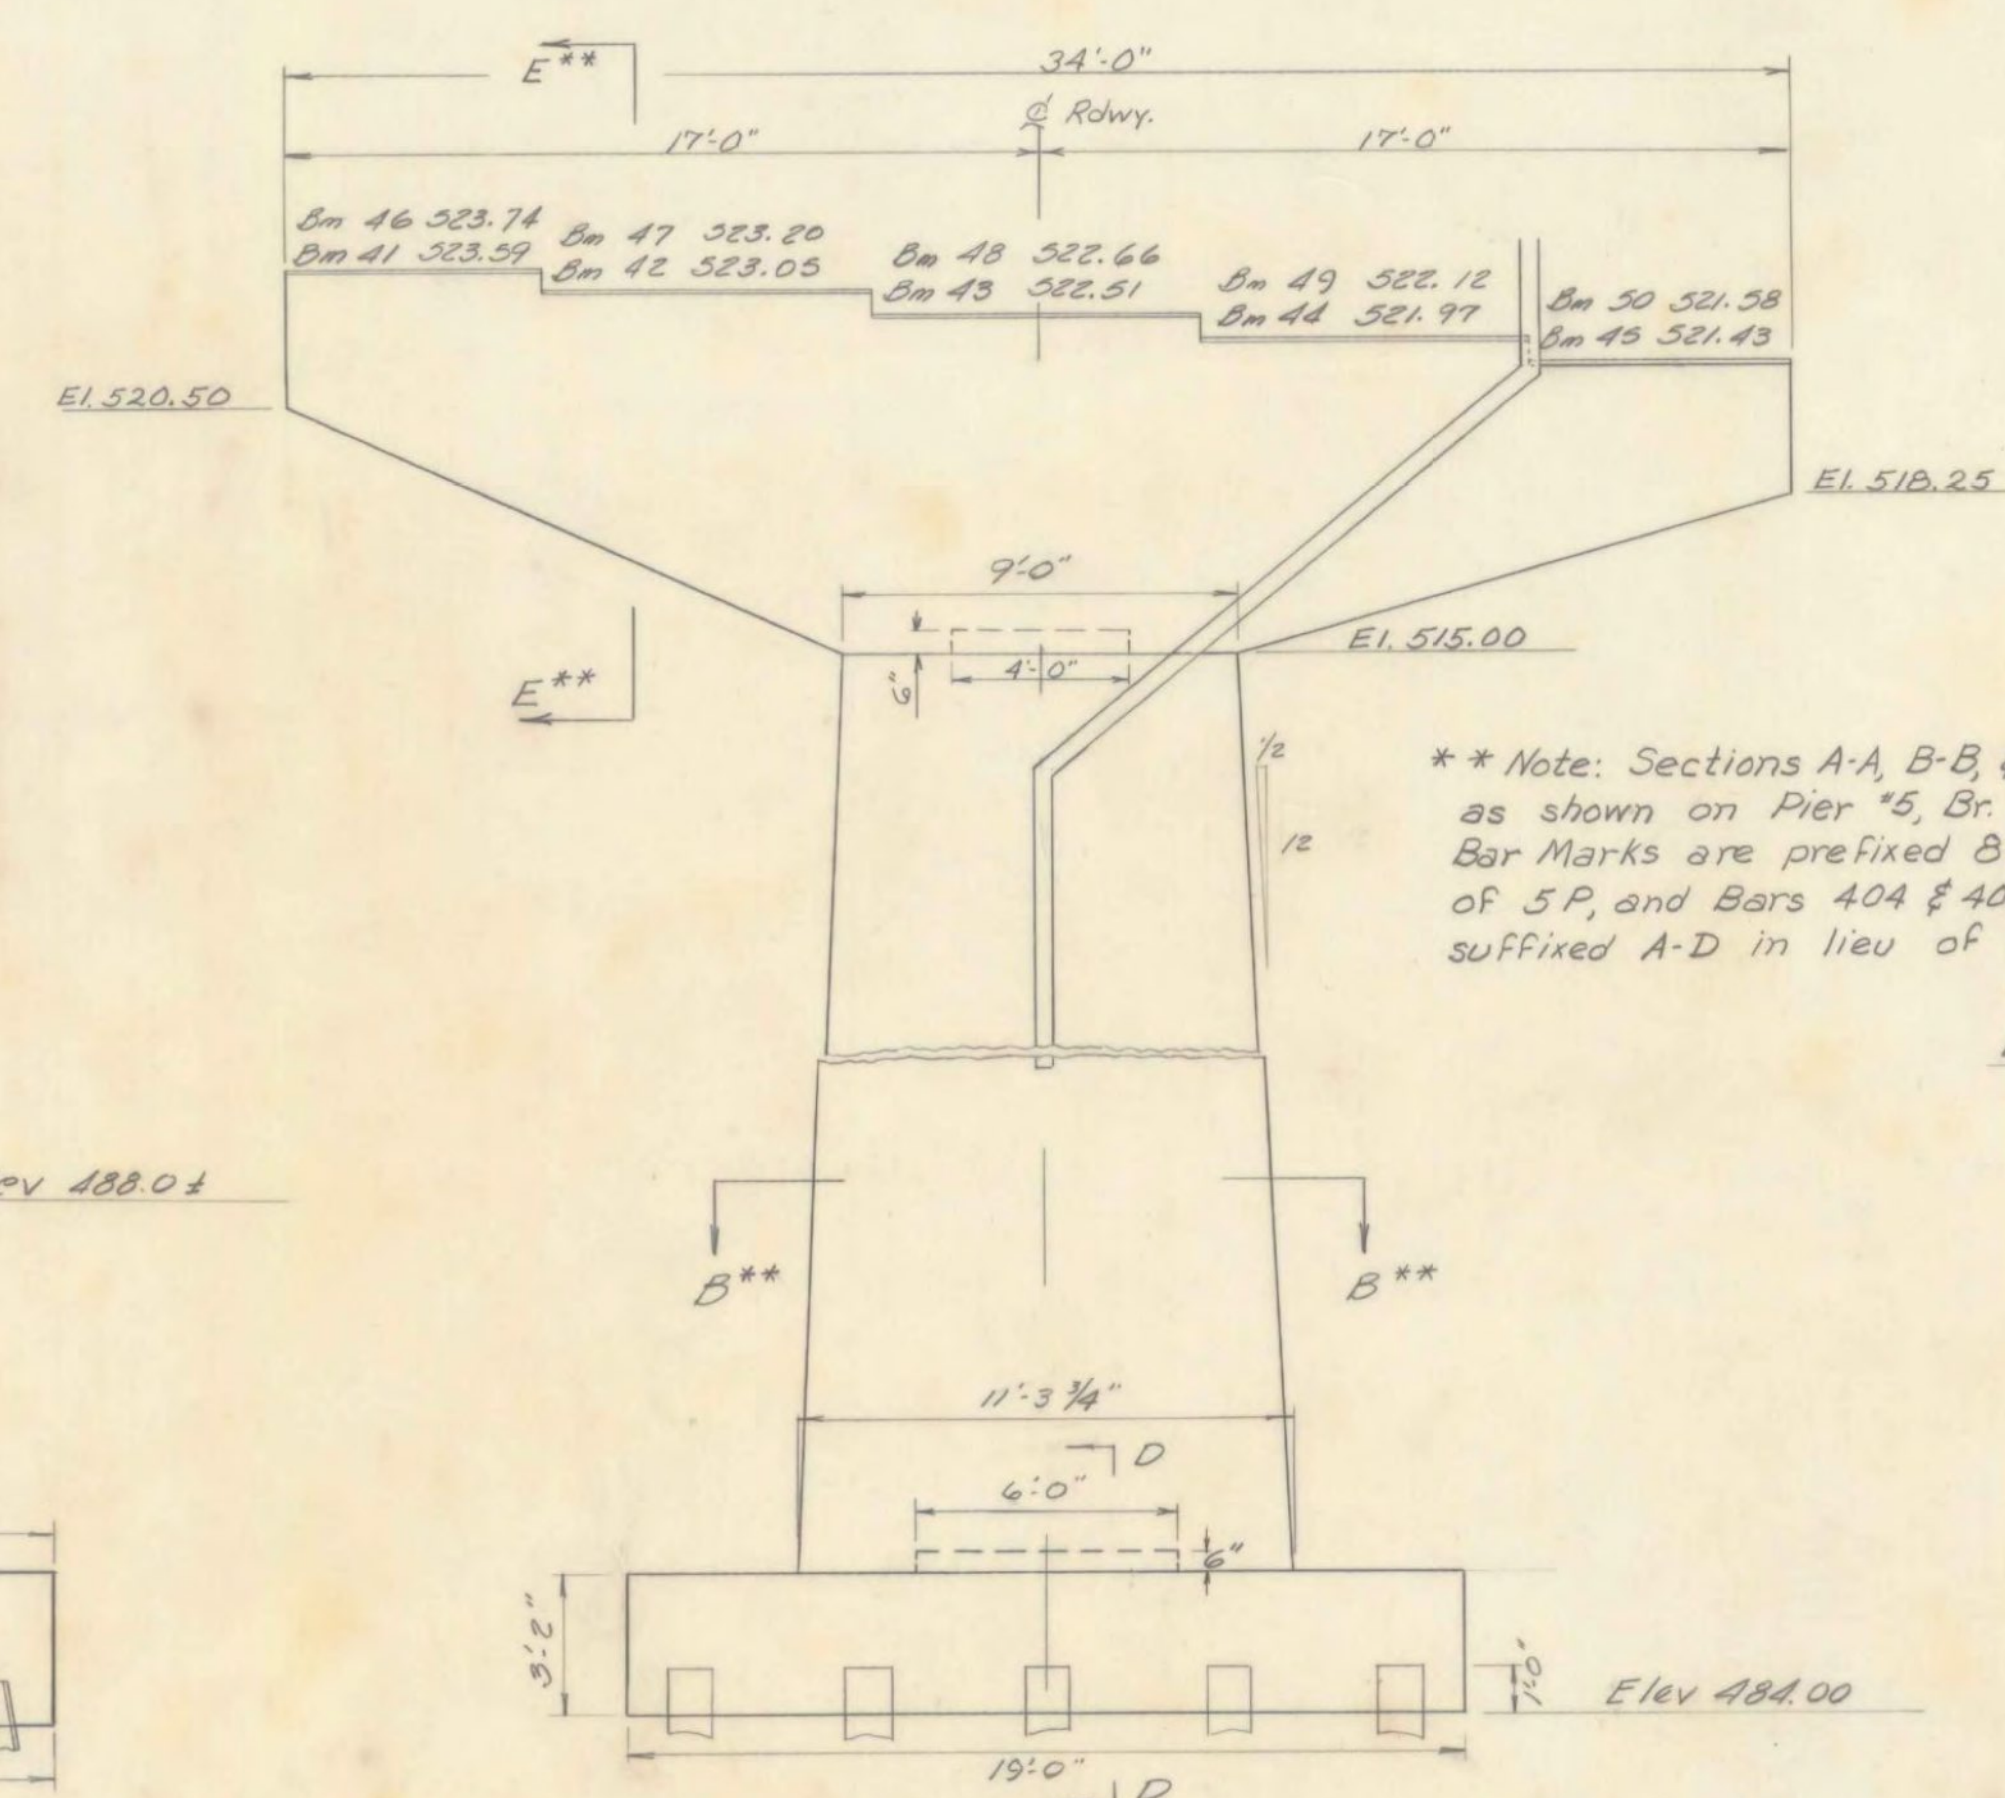 E**
34'-0"
℄ Rdwy.
17'-0"
17'-0"
Bm 46 523.74
Bm 41 523.59
Bm 47 523.20
Bm 42 523.05
Bm 48 522.66
Bm 43 522.51
Bm 49 522.12
Bm 44 521.97
Bm 50 521.58
Bm 45 521.43
El. 520.50
El. 518.25
9'-0"
El. 515.00
4'-0"
6"
E**
1/2
12
** Note: Sections A-A, B-B,
as shown on Pier #5, Br.
Bar Marks are prefixed 8
of 5P, and Bars 404 & 40
suffixed A-D in lieu of
488.0±
B**
B**
11'-3 3/4"
D
6'-0"
6"
3'-2"
1'-0"
Elev 484.00
19'-0"
D